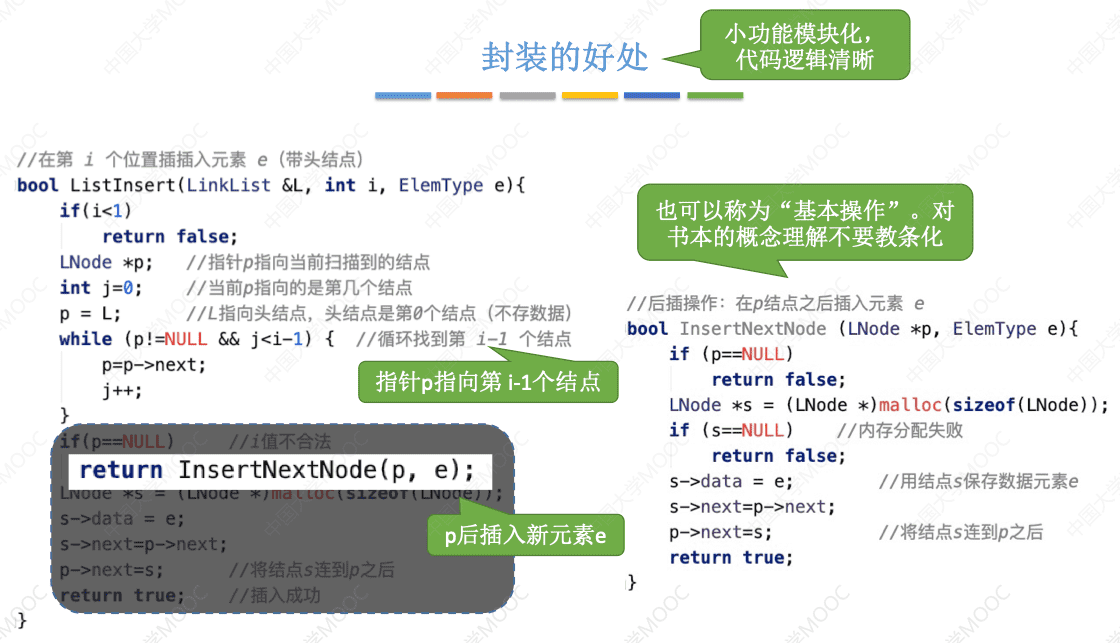 封装的好处
小功能模块化，
代码逻辑清晰
//在第 i 个位置插插入元素 e（带头结点）
bool ListInsert(LinkList &L, int i, ElemType e){
if(i<1)
return false;
LNode *p; //指针p指向当前扫描到的结点
int j=0; //当前p指向的是第几个结点
p = L; //L指向头结点，头结点是第0个结点（不存数据）
while (p!=NULL && j<i-1) { //循环找到第 i-1 个结点
p=p->next;
j++;
}
指针p指向第 i-1个结点
if(p==NULL) //i值不合法
return InsertNextNode(p, e);
LNode *s = (LNode *)malloc(sizeof(LNode));
s->data = e;
s->next=p->next;
p->next=s; //将结点s连到p之后
return true; //插入成功
}
p后插入新元素e
也可以称为“基本操作”。对
书本的概念理解不要教条化
//后插操作：在p结点之后插入元素 e
bool InsertNextNode (LNode *p, ElemType e){
if (p==NULL)
return false;
LNode *s = (LNode *)malloc(sizeof(LNode));
if (s==NULL) //内存分配失败
return false;
s->data = e; //用结点s保存数据元素e
s->next=p->next;
p->next=s; //将结点s连到p之后
return true;
}
中国大学MOOC